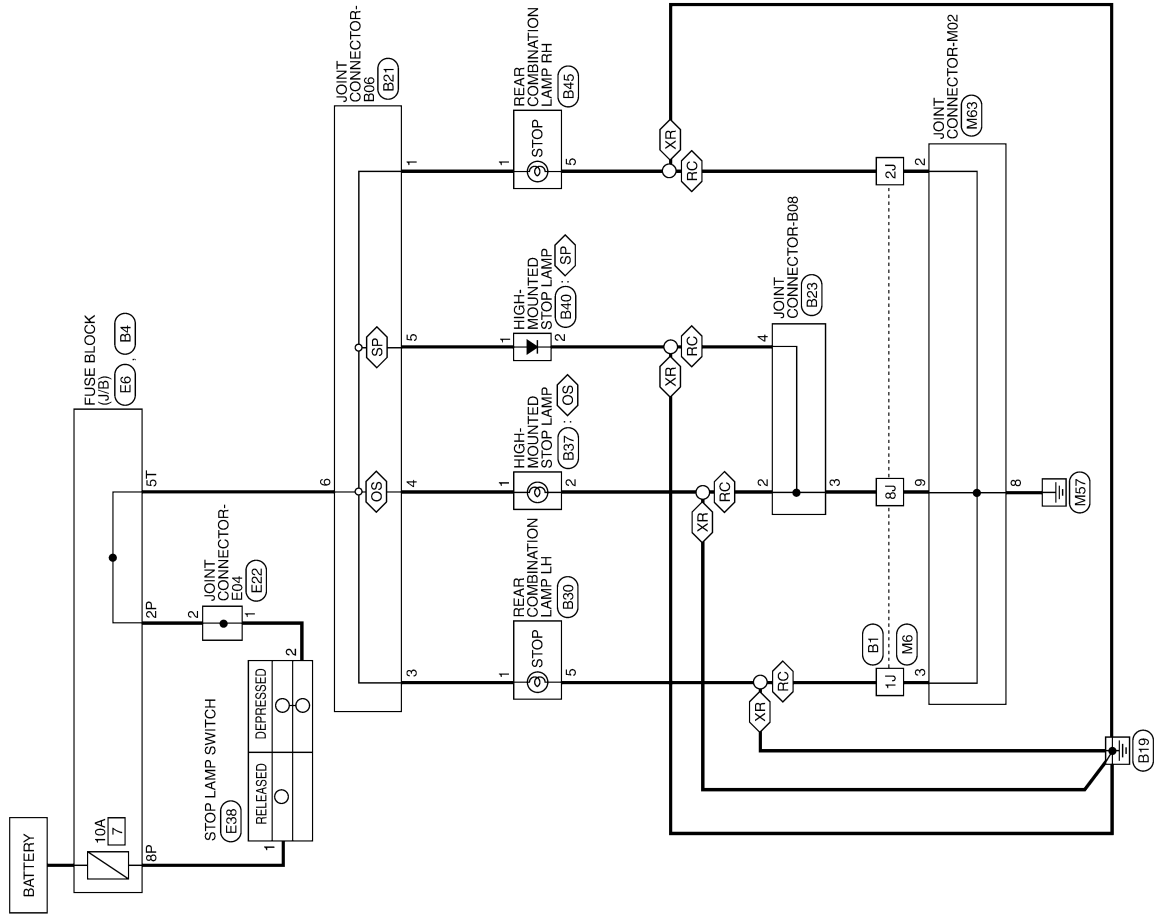 BATTERY
10A
7
8P
FUSE BLOCK
(J/B)
E6 , B4
2P
5T
STOP LAMP SWITCH
E38
RELEASED
DEPRESSED
1
2
JOINT
CONNECTOR-
E04
E22
2
1
JOINT
CONNECTOR-
B06
B21
6
OS
SP
3
4
5
1
REAR
COMBINATION
LAMP LH
B30
1
STOP
5
HIGH-
MOUNTED
STOP LAMP
B37 : OS
1
2
HIGH-
MOUNTED
STOP LAMP
B40 : SP
1
2
REAR
COMBINATION
LAMP RH
B45
1
STOP
5
XR
RC
XR
RC
XR
RC
XR
RC
JOINT
CONNECTOR-B08
B23
2
4
3
B1
M6
1J
8J
2J
JOINT
CONNECTOR-M02
M63
3
9
2
8
M57
B19